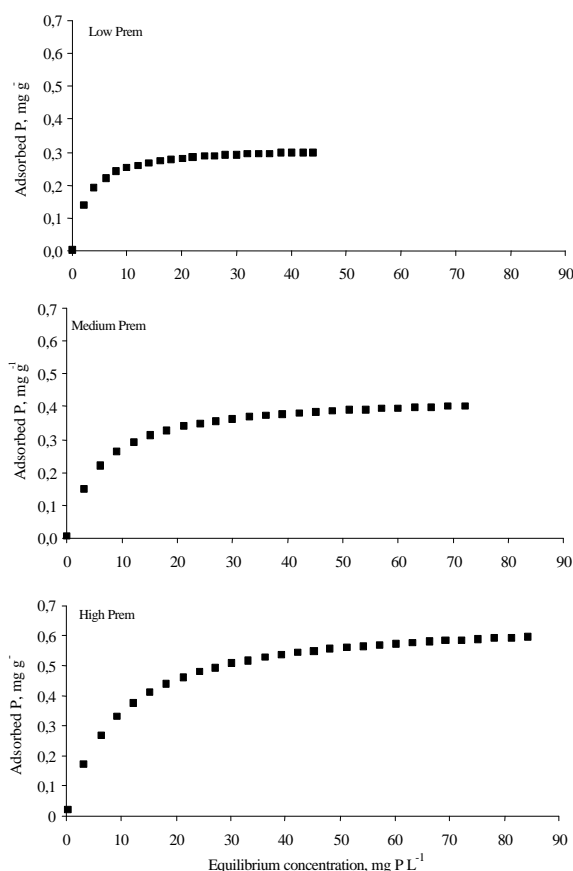 Low Prem
0,7
0,6
0,5
0,4
0,3
0,2
0,1
0,0
Adsorbed P, mg g-
0 10 20 30 40 50 60 70 80 90
Medium Prem
0,7
0,6
0,5
0,4
0,3
0,2
0,1
0,0
Adsorbed P, mg g-1
0 10 20 30 40 50 60 70 80 90
High Prem
0,7
0,6
0,5
0,4
0,3
0,2
0,1
0
Adsorbed P, mg g-
0 10 20 30 40 50 60 70 80 90
Equilibrium concentration, mg P L-1